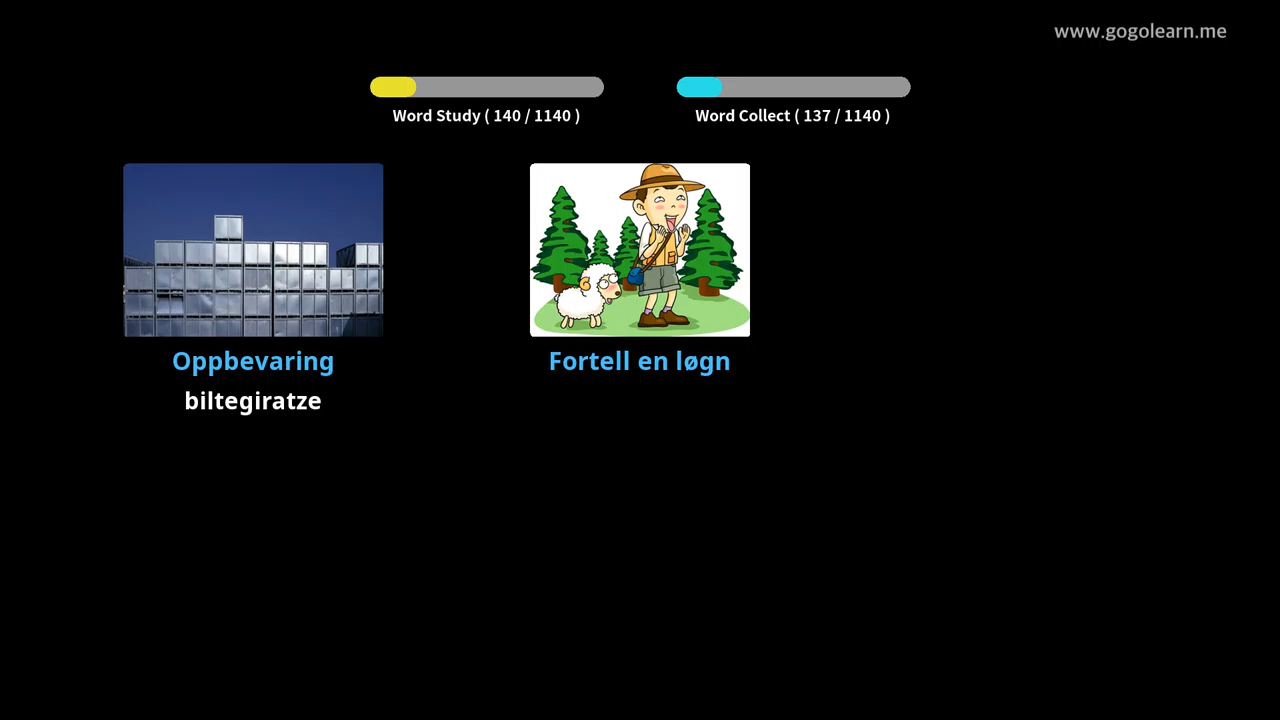 www.gogolearn.me
Word Study ( 140 / 1140 )
Word Collect ( 137 / 1140 )
Oppbevaring
biltegiratze
Fortell en løgn